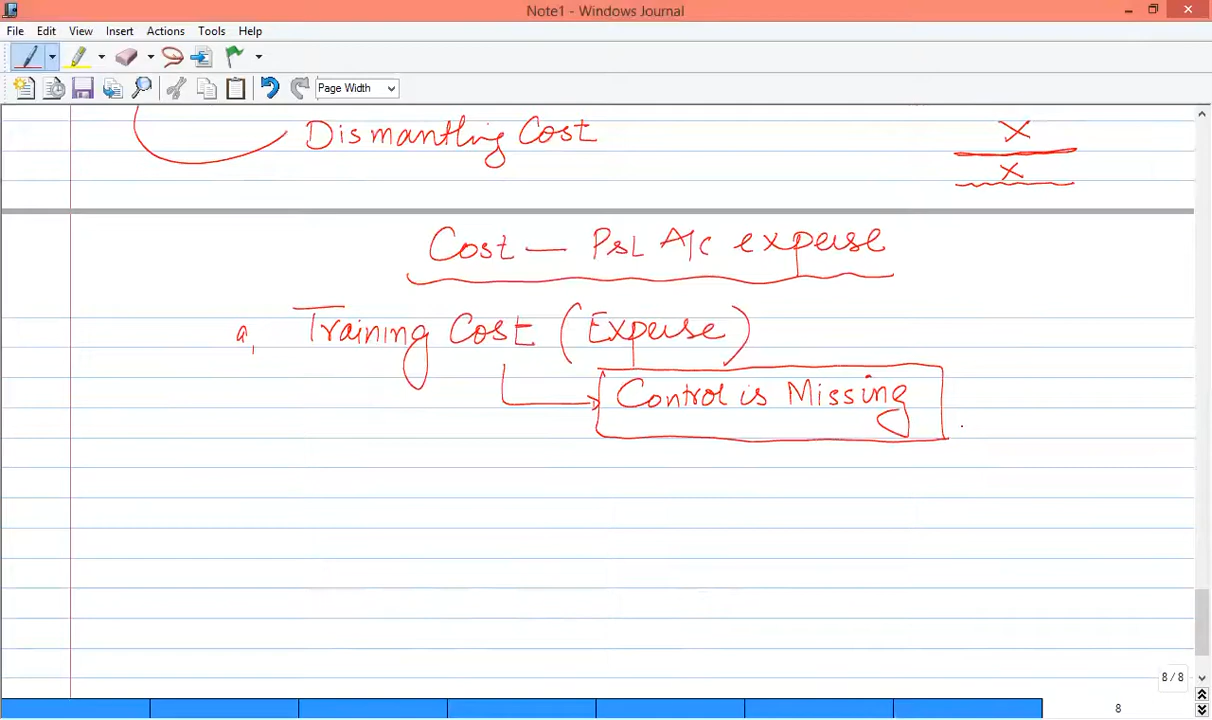 Note1 - Windows Journal
File Edit View Insert Actions Tools Help
Page Width
Dismantling Cost X
X
Cost — P&L A/c expense
a, Training Cost (Expense)
Control is Missing
8 / 8
8